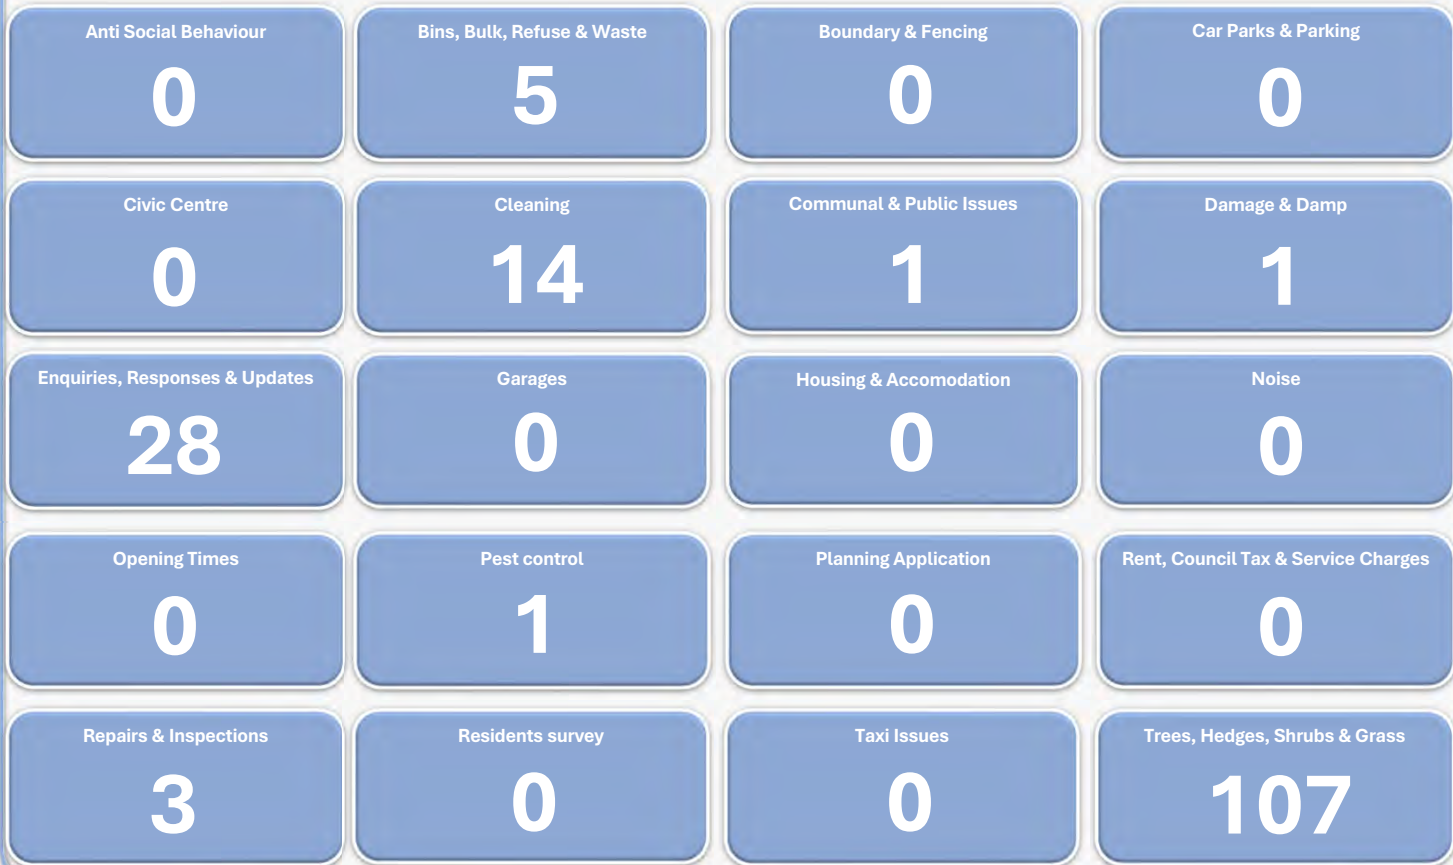 Anti Social Behaviour
0
Bins, Bulk, Refuse & Waste
5
Boundary & Fencing
0
Car Parks & Parking
0
Civic Centre
0
Cleaning
14
Communal & Public Issues
1
Damage & Damp
1
Enquiries, Responses & Updates
28
Garages
0
Housing & Accomodation
0
Noise
0
Opening Times
0
Pest control
1
Planning Application
0
Rent, Council Tax & Service Charges
0
Repairs & Inspections
3
Residents survey
0
Taxi Issues
0
Trees, Hedges, Shrubs & Grass
107